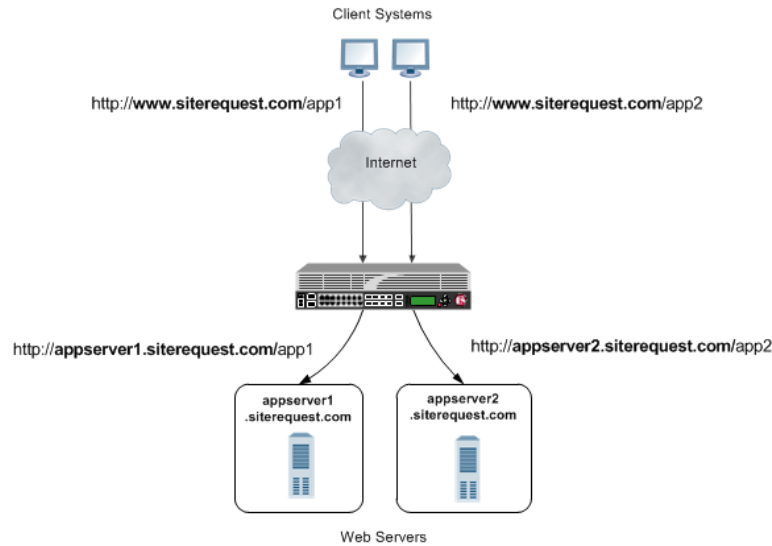 Client Systems
http://www.siterequest.com/app1
http://www.siterequest.com/app2
Internet
http://appserver1.siterequest.com/app1
http://appserver2.siterequest.com/app2
appserver1
.siterequest.com
appserver2
.siterequest.com
Web Servers